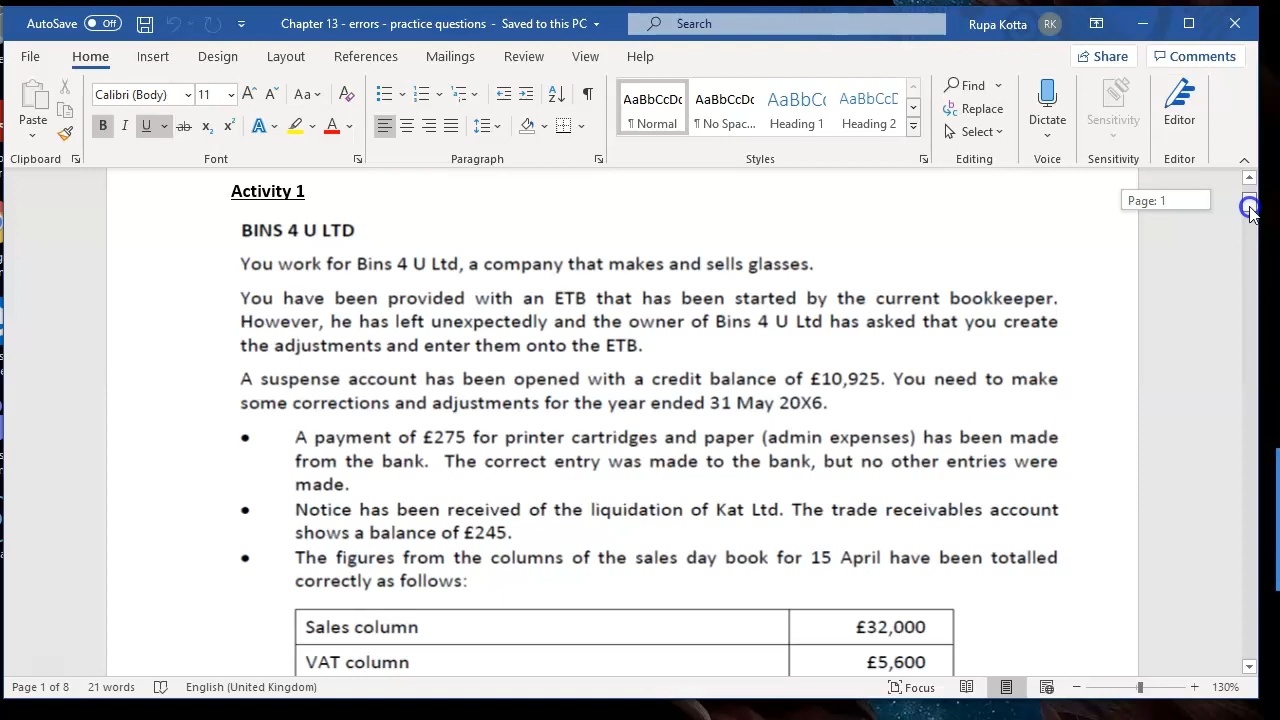 AutoSave Off Chapter 13 - errors - practice questions - Saved to this PC Search Rupa Kotta RK
File Home Insert Design Layout References Mailings Review View Help Share Comments
Paste Calibri (Body) 11 AaBbCcDc AaBbCcDc AaBbCc AaBbCcD Find Replace Select Dictate Sensitivity Editor
¶ Normal ¶ No Spac... Heading 1 Heading 2
Clipboard Font Paragraph Styles Editing Voice Sensitivity Editor
Page: 1
Activity 1
BINS 4 U LTD
You work for Bins 4 U Ltd, a company that makes and sells glasses.
You have been provided with an ETB that has been started by the current bookkeeper.
However, he has left unexpectedly and the owner of Bins 4 U Ltd has asked that you create
the adjustments and enter them onto the ETB.
A suspense account has been opened with a credit balance of £10,925. You need to make
some corrections and adjustments for the year ended 31 May 20X6.
• A payment of £275 for printer cartridges and paper (admin expenses) has been made
from the bank. The correct entry was made to the bank, but no other entries were
made.
• Notice has been received of the liquidation of Kat Ltd. The trade receivables account
shows a balance of £245.
• The figures from the columns of the sales day book for 15 April have been totalled
correctly as follows:
Sales column £32,000
VAT column £5,600
Page 1 of 8 21 words English (United Kingdom) Focus 130%